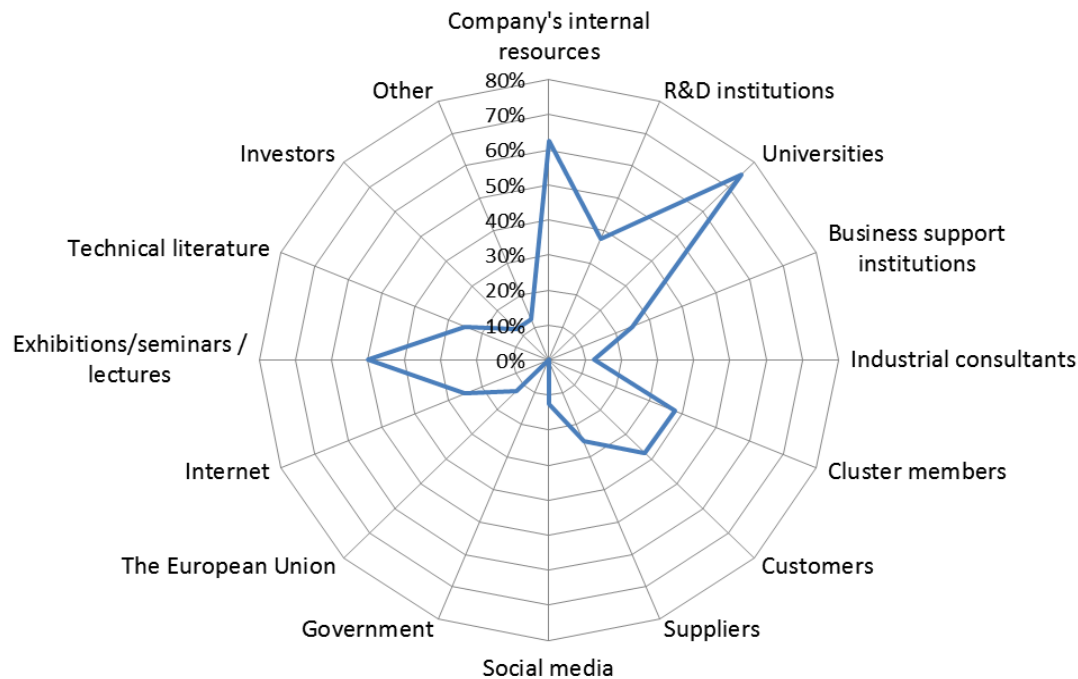 Company's internal
resources
80%
70%
60%
50%
40%
30%
20%
10%
0%
R&D institutions
Universities
Business support
institutions
Industrial consultants
Cluster members
Customers
Suppliers
Social media
Government
The European Union
Internet
Exhibitions/seminars /
lectures
Technical literature
Investors
Other